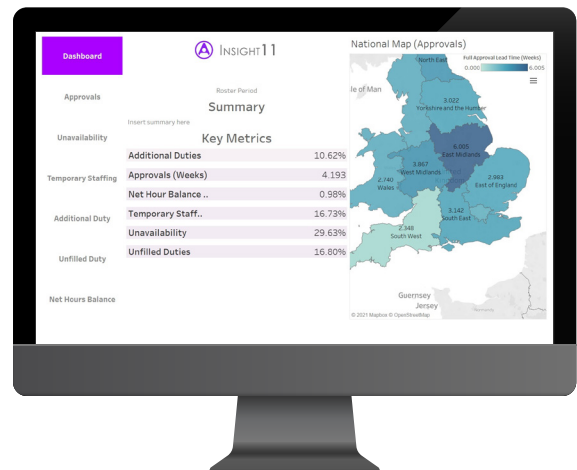 Dashboard
Approvals
Unavailability
Temporary Staffing
Additional Duty
Unfilled Duty
Net Hours Balance
INSIGHT11
Roster Period
Summary
Insert summary here
Key Metrics
Additional Duties 10.62%
Approvals (Weeks) 4.193
Net Hour Balance .. 0.98%
Temporary Staff.. 16.73%
Unavailability 29.63%
Unfilled Duties 16.80%
National Map (Approvals)
Full Approval Lead Time (Weeks)
0.000 6.005
North East
le of Man
3.022
Yorkshire and the Humber
6.005
East Midlands
3.867
West Midlands
2.740
Wales
2.983
East of England
3.142
South East
2.348
South West
Guernsey
Jersey
© 2021 Mapbox © OpenStreetMap